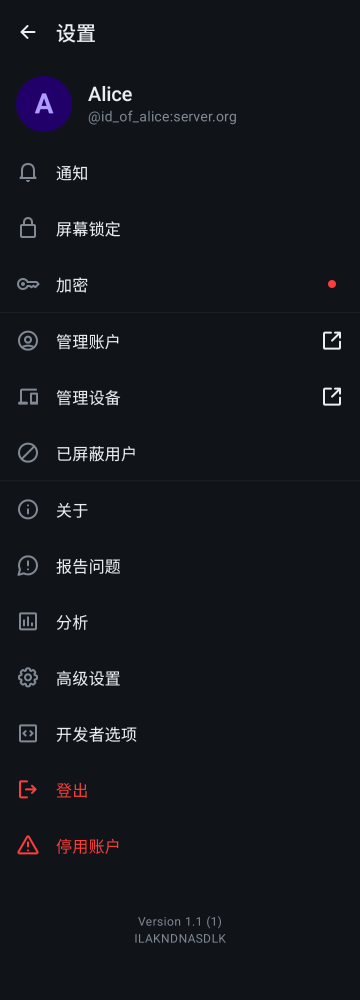 设置
A
Alice
@id_of_alice:server.org
通知
屏幕锁定
加密
管理账户
管理设备
已屏蔽用户
关于
报告问题
分析
高级设置
开发者选项
登出
停用账户
Version 1.1 (1)
ILAKNDNASDLK